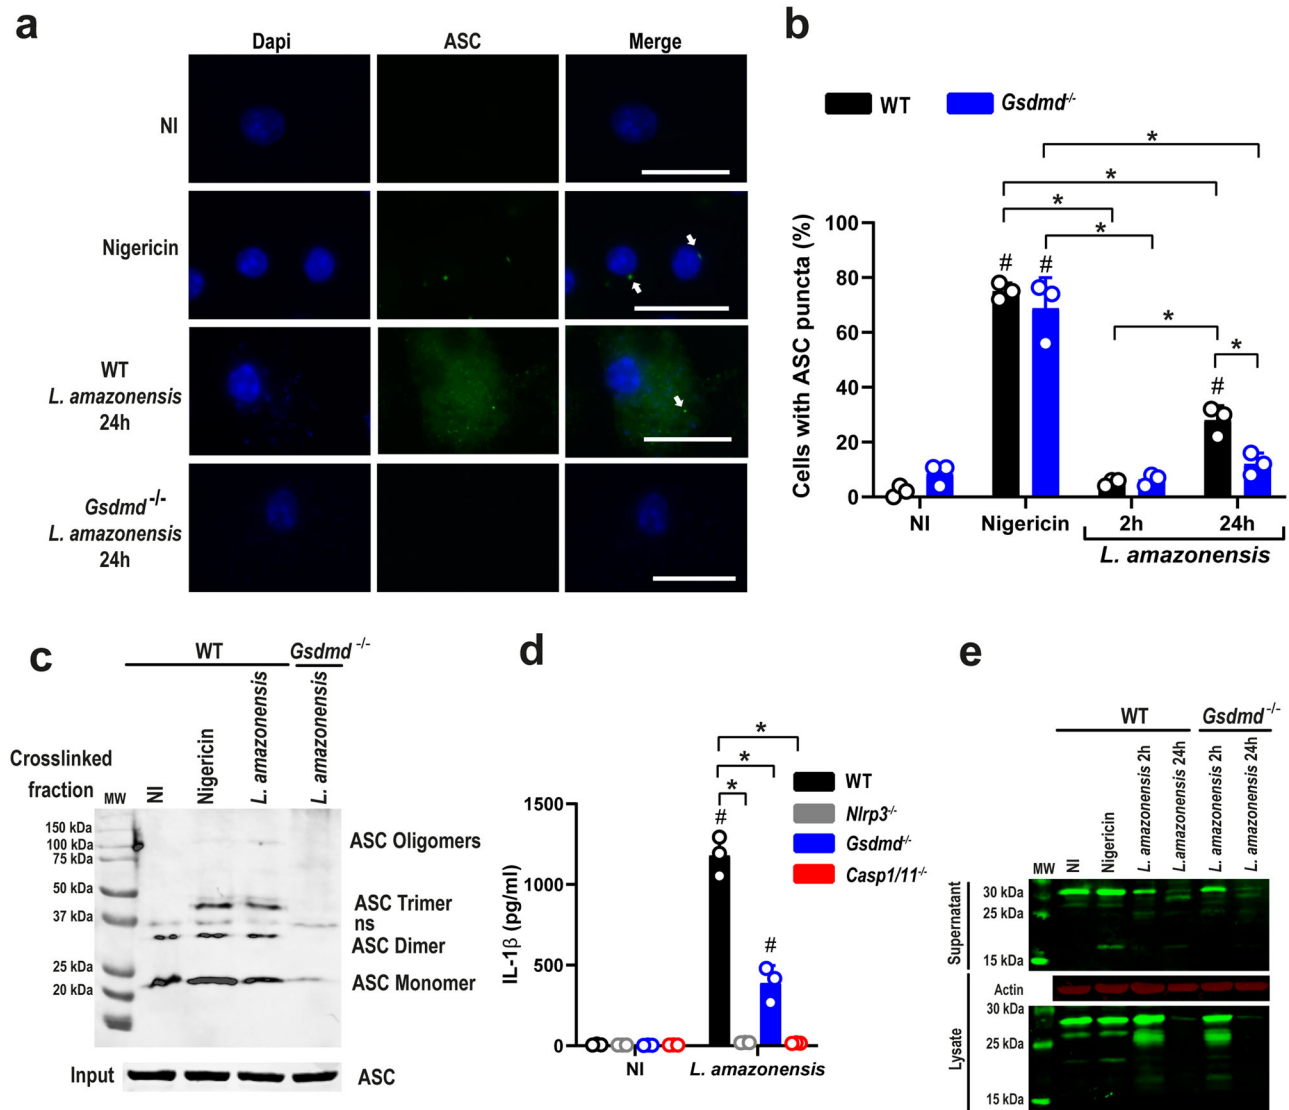 a
Dapi ASC Merge
NI
Nigericin
WT
L. amazonensis
24h
Gsdmd -/-
L. amazonensis
24h
b
WT Gsdmd-/-
Cells with ASC puncta (%)
100
80
60
40
20
0
* * * * * *
# # #
NI Nigericin 2h 24h
L. amazonensis
c
WT Gsdmd -/-
Crosslinked
fraction
MW NI Nigericin L. amazonensis L. amazonensis
150 kDa
100 kDa
75 kDa
50 kDa
37 kDa
25 kDa
20 kDa
ASC Oligomers
ASC Trimer
ns
ASC Dimer
ASC Monomer
Input ASC
d
IL-1β (pg/ml)
1500
1000
500
0
* * *
# #
WT
Nlrp3-/-
Gsdmd-/-
Casp1/11-/-
NI L. amazonensis
e
WT Gsdmd-/-
MW NI Nigericin L. amazonensis 2h L.amazonensis 24h L. amazonensis 2h L. amazonensis 24h
Supernatant
30 kDa
25 kDa
15 kDa
Actin
Lysate
30 kDa
25 kDa
15 kDa